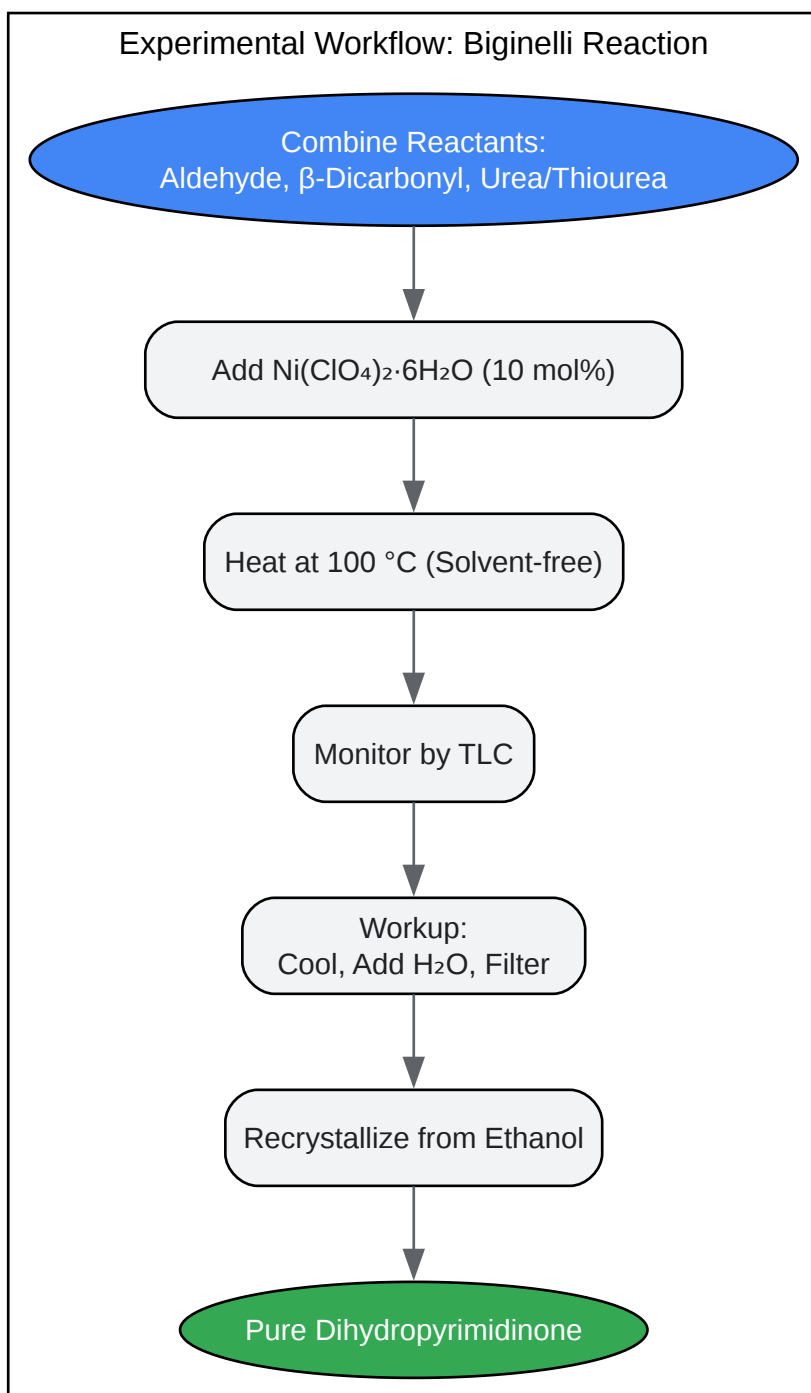 Experimental Workflow: Biginelli Reaction
Combine Reactants:
Aldehyde, β-Dicarbonyl, Urea/Thiourea
Add Ni(ClO₄)₂·6H₂O (10 mol%)
Heat at 100 °C (Solvent-free)
Monitor by TLC
Workup:
Cool, Add H₂O, Filter
Recrystallize from Ethanol
Pure Dihydropyrimidinone